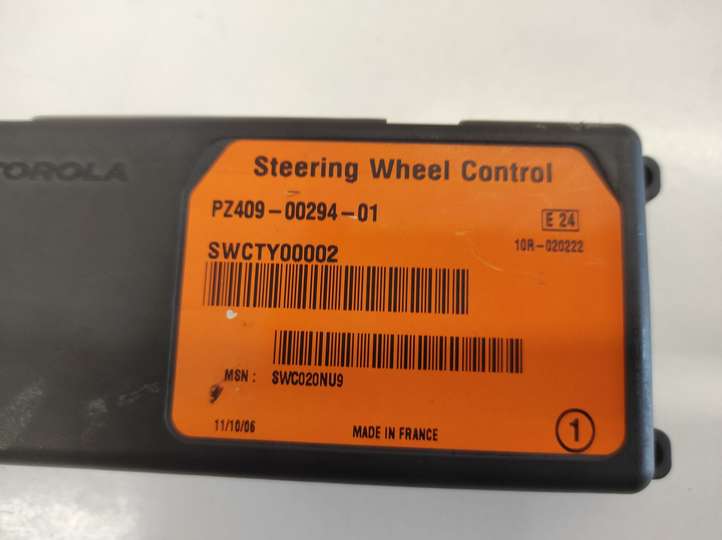 TOROLA
Steering Wheel Control
PZ409-00294-01
E 24
10R-020222
SWCTY00002
MSN : SWC020NU9
11/10/06
MADE IN FRANCE
1